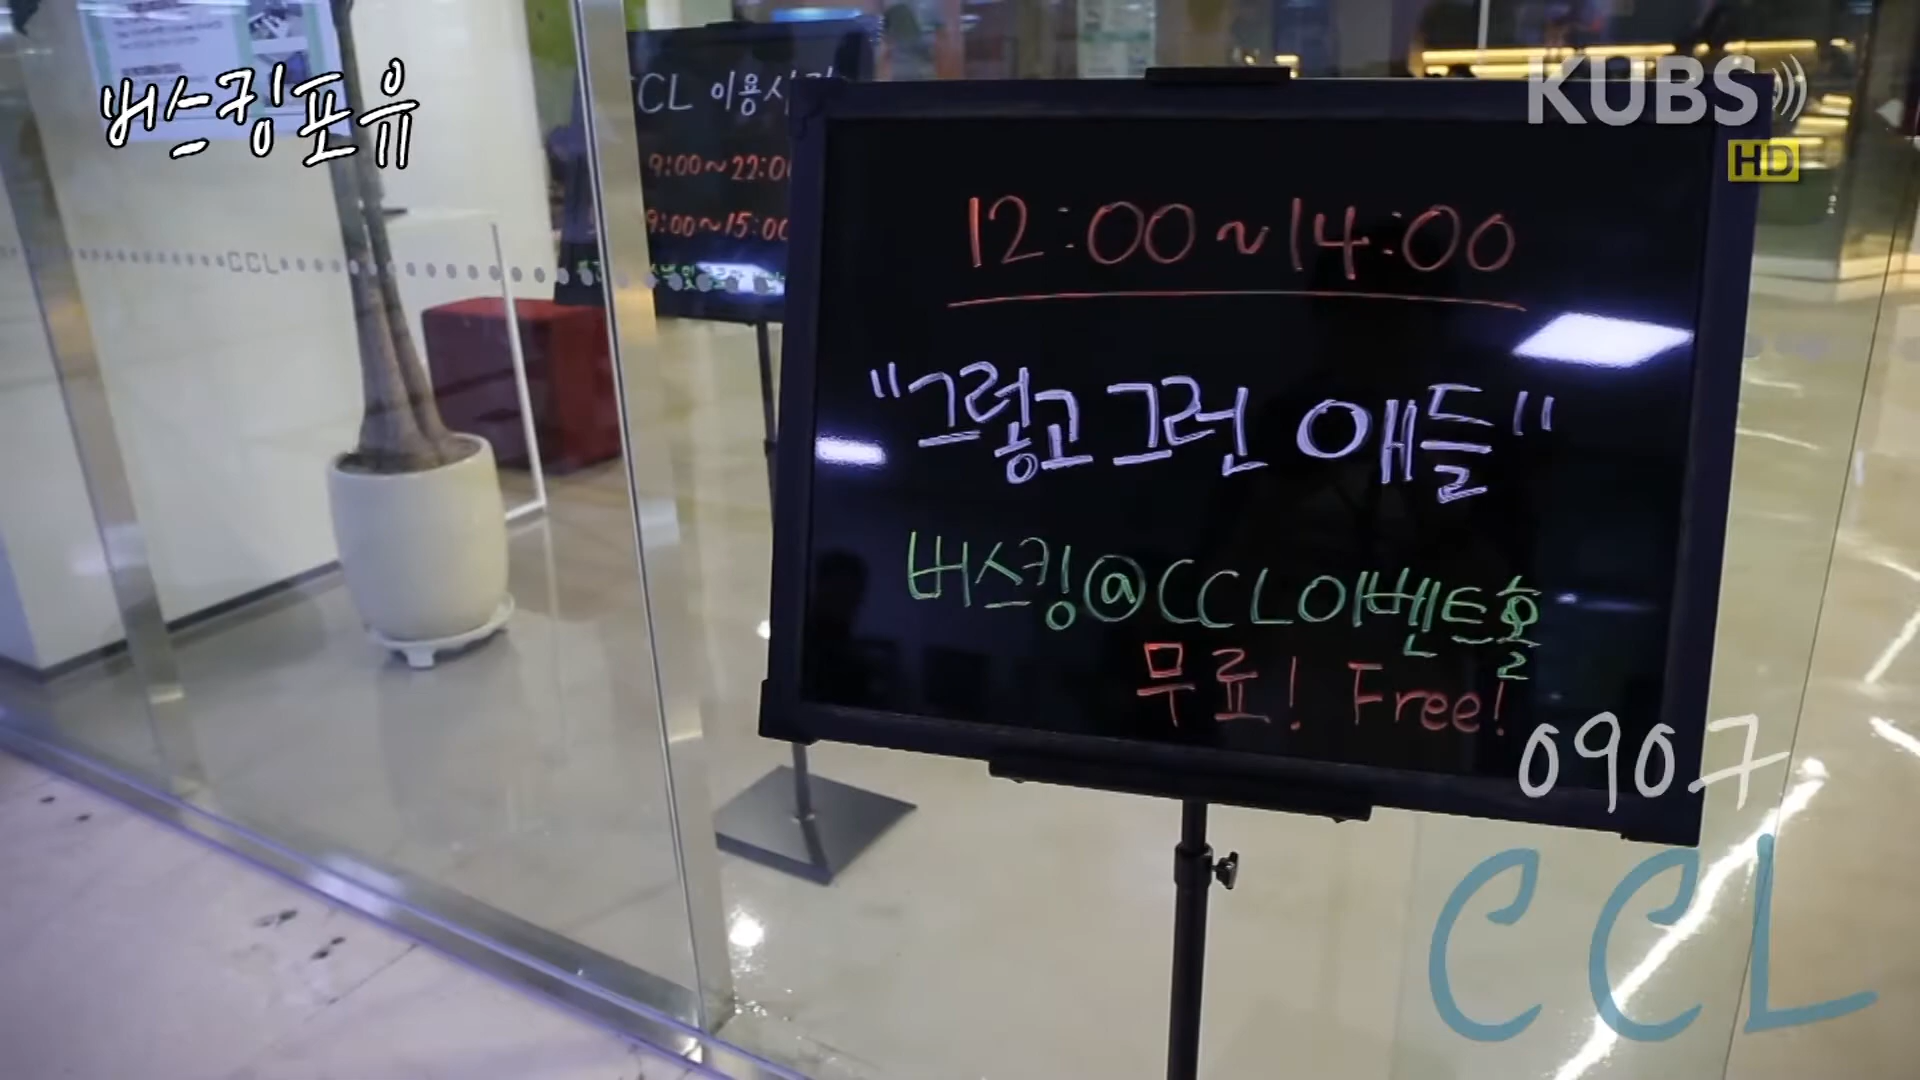 버스킹포유
KUBS
HD
CCL 이용시간
9:00~22:00
9:00~15:00
CCL
12:00~14:00
"그렇고 그런 애들"
버스킹@CCL이벤트홀
무료! Free!
0907
CCL